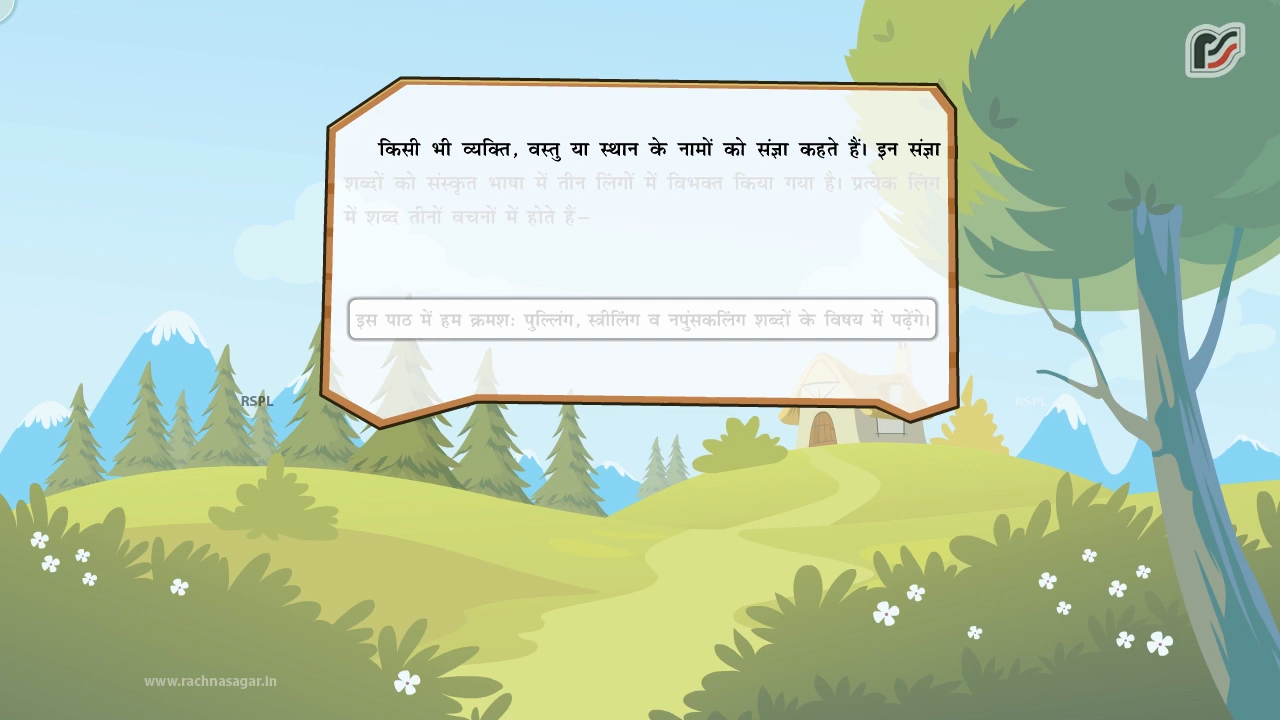 किसी भी व्यक्ति, वस्तु या स्थान के नामों को संज्ञा कहते हैं। इन संज्ञा
शब्दों को संस्कृत भाषा में तीन लिंगों में विभक्त किया गया है। प्रत्येक लिंग
में शब्द तीनों वचनों में होते हैं—
इस पाठ में हम क्रमशः पुल्लिंग, स्त्रीलिंग व नपुंसकलिंग शब्दों के विषय में पढ़ेंगे।
RSPL
RSPL
www.rachnasagar.in